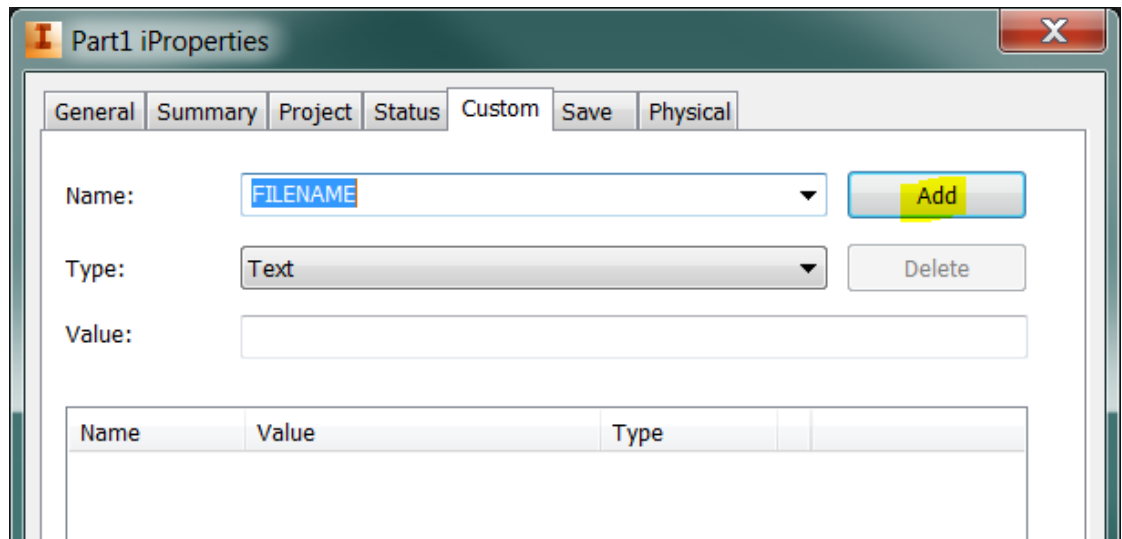 Part1 iProperties
General Summary Project Status Custom Save Physical
Name: FILENAME Add
Type: Text Delete
Value:
Name Value Type